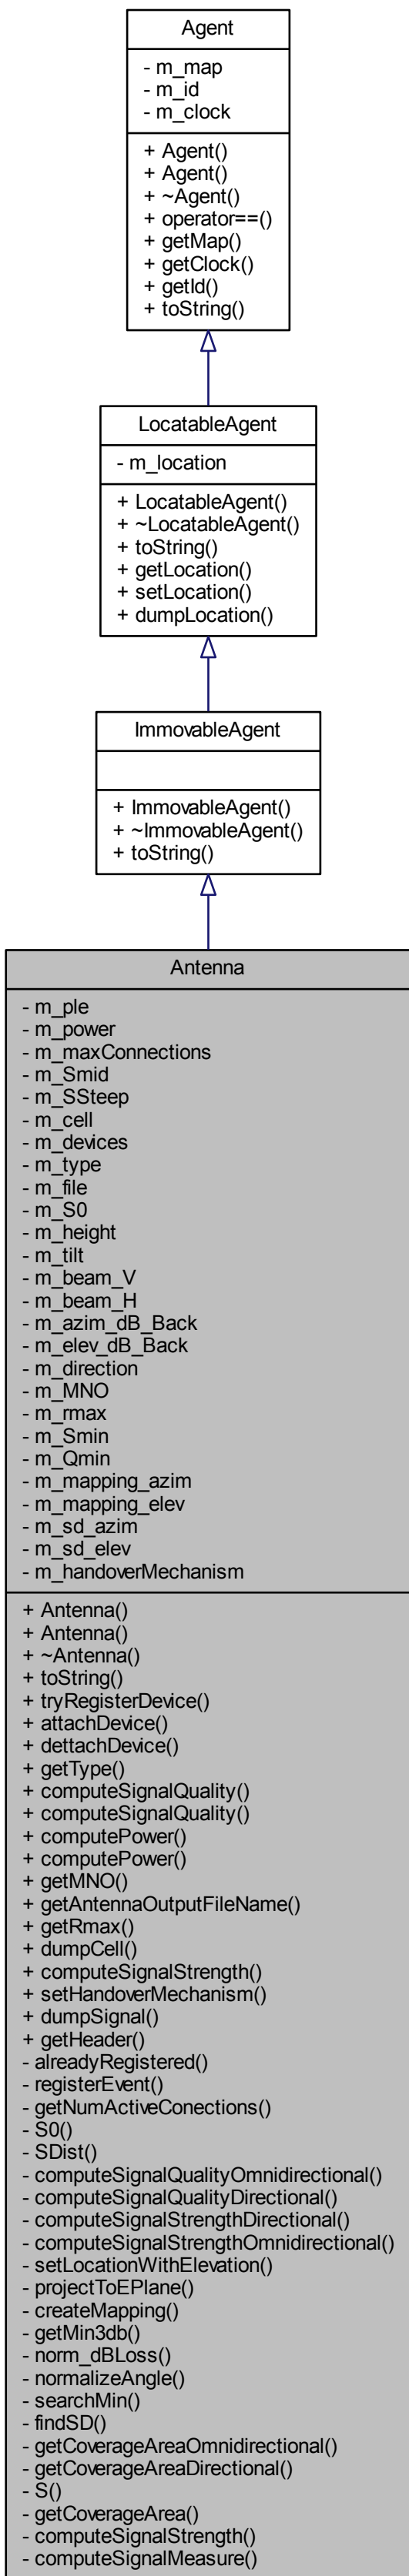 Agent
- m_map
- m_id
- m_clock
+ Agent()
+ Agent()
+ ~Agent()
+ operator==()
+ getMap()
+ getClock()
+ getId()
+ toString()
LocatableAgent
- m_location
+ LocatableAgent()
+ ~LocatableAgent()
+ toString()
+ getLocation()
+ setLocation()
+ dumpLocation()
ImmovableAgent
+ ImmovableAgent()
+ ~ImmovableAgent()
+ toString()
Antenna
- m_ple
- m_power
- m_maxConnections
- m_Smid
- m_SSteep
- m_cell
- m_devices
- m_type
- m_file
- m_S0
- m_height
- m_tilt
- m_beam_V
- m_beam_H
- m_azim_dB_Back
- m_elev_dB_Back
- m_direction
- m_MNO
- m_rmax
- m_Smin
- m_Qmin
- m_mapping_azim
- m_mapping_elev
- m_sd_azim
- m_sd_elev
- m_handoverMechanism
+ Antenna()
+ Antenna()
+ ~Antenna()
+ toString()
+ tryRegisterDevice()
+ attachDevice()
+ dettachDevice()
+ getType()
+ computeSignalQuality()
+ computeSignalQuality()
+ computePower()
+ computePower()
+ getMNO()
+ getAntennaOutputFileName()
+ getRmax()
+ dumpCell()
+ computeSignalStrength()
+ setHandoverMechanism()
+ dumpSignal()
+ getHeader()
- alreadyRegistered()
- registerEvent()
- getNumActiveConections()
- S0()
- SDist()
- computeSignalQualityOmnidirectional()
- computeSignalQualityDirectional()
- computeSignalStrengthDirectional()
- computeSignalStrengthOmnidirectional()
- setLocationWithElevation()
- projectToEPlane()
- createMapping()
- getMin3db()
- norm_dBLoss()
- normalizeAngle()
- searchMin()
- findSD()
- getCoverageAreaOmnidirectional()
- getCoverageAreaDirectional()
- S()
- getCoverageArea()
- computeSignalStrength()
- computeSignalMeasure()